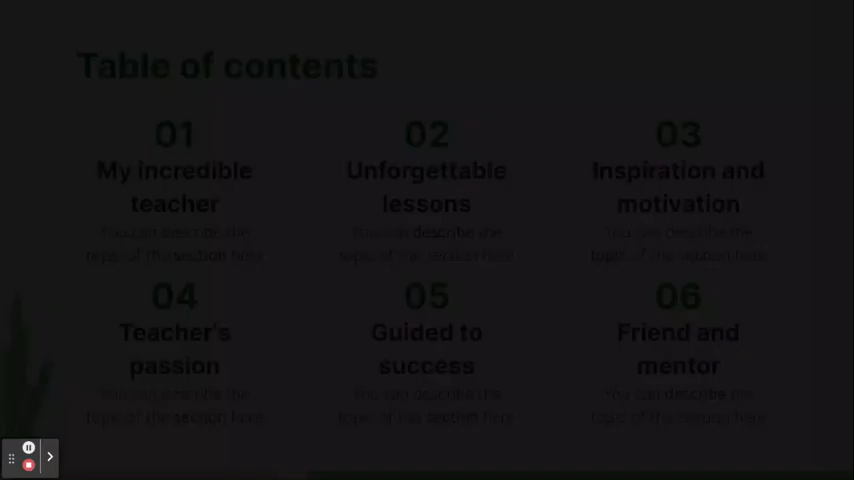 Table of contents
01
02
03
My incredible
teacher
Unforgettable
lessons
Inspiration and
motivation
You can describe the
topic of the section here
You can describe the
topic of the section here
You can describe the
topic of the section here
04
05
06
Teacher's
passion
Guided to
success
Friend and
mentor
You can describe the
topic of the section here
You can describe the
topic of the section here
You can describe the
topic of the section here